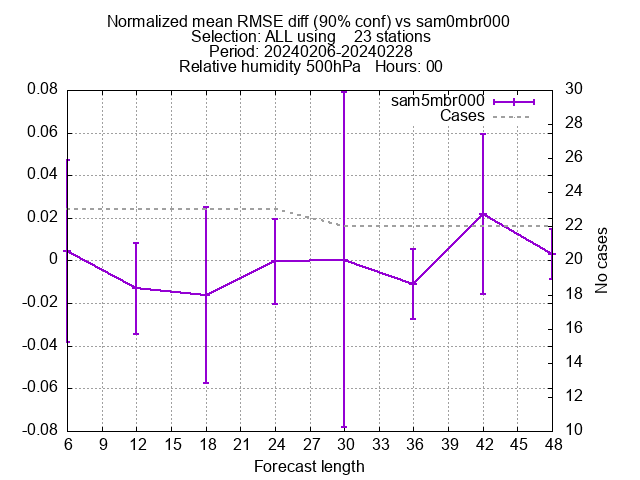 Normalized mean RMSE diff (90% conf) vs sam0mbr000
Selection: ALL using    23 stations
Period: 20240206-20240228
Relative humidity 500hPa   Hours: 00
sam5mbr000
Cases
0.08
0.06
0.04
0.02
0
-0.02
-0.04
-0.06
-0.08
30
28
26
24
22
20
18
16
14
12
10
No cases
6 9 12 15 18 21 24 27 30 33 36 39 42 45 48
Forecast length